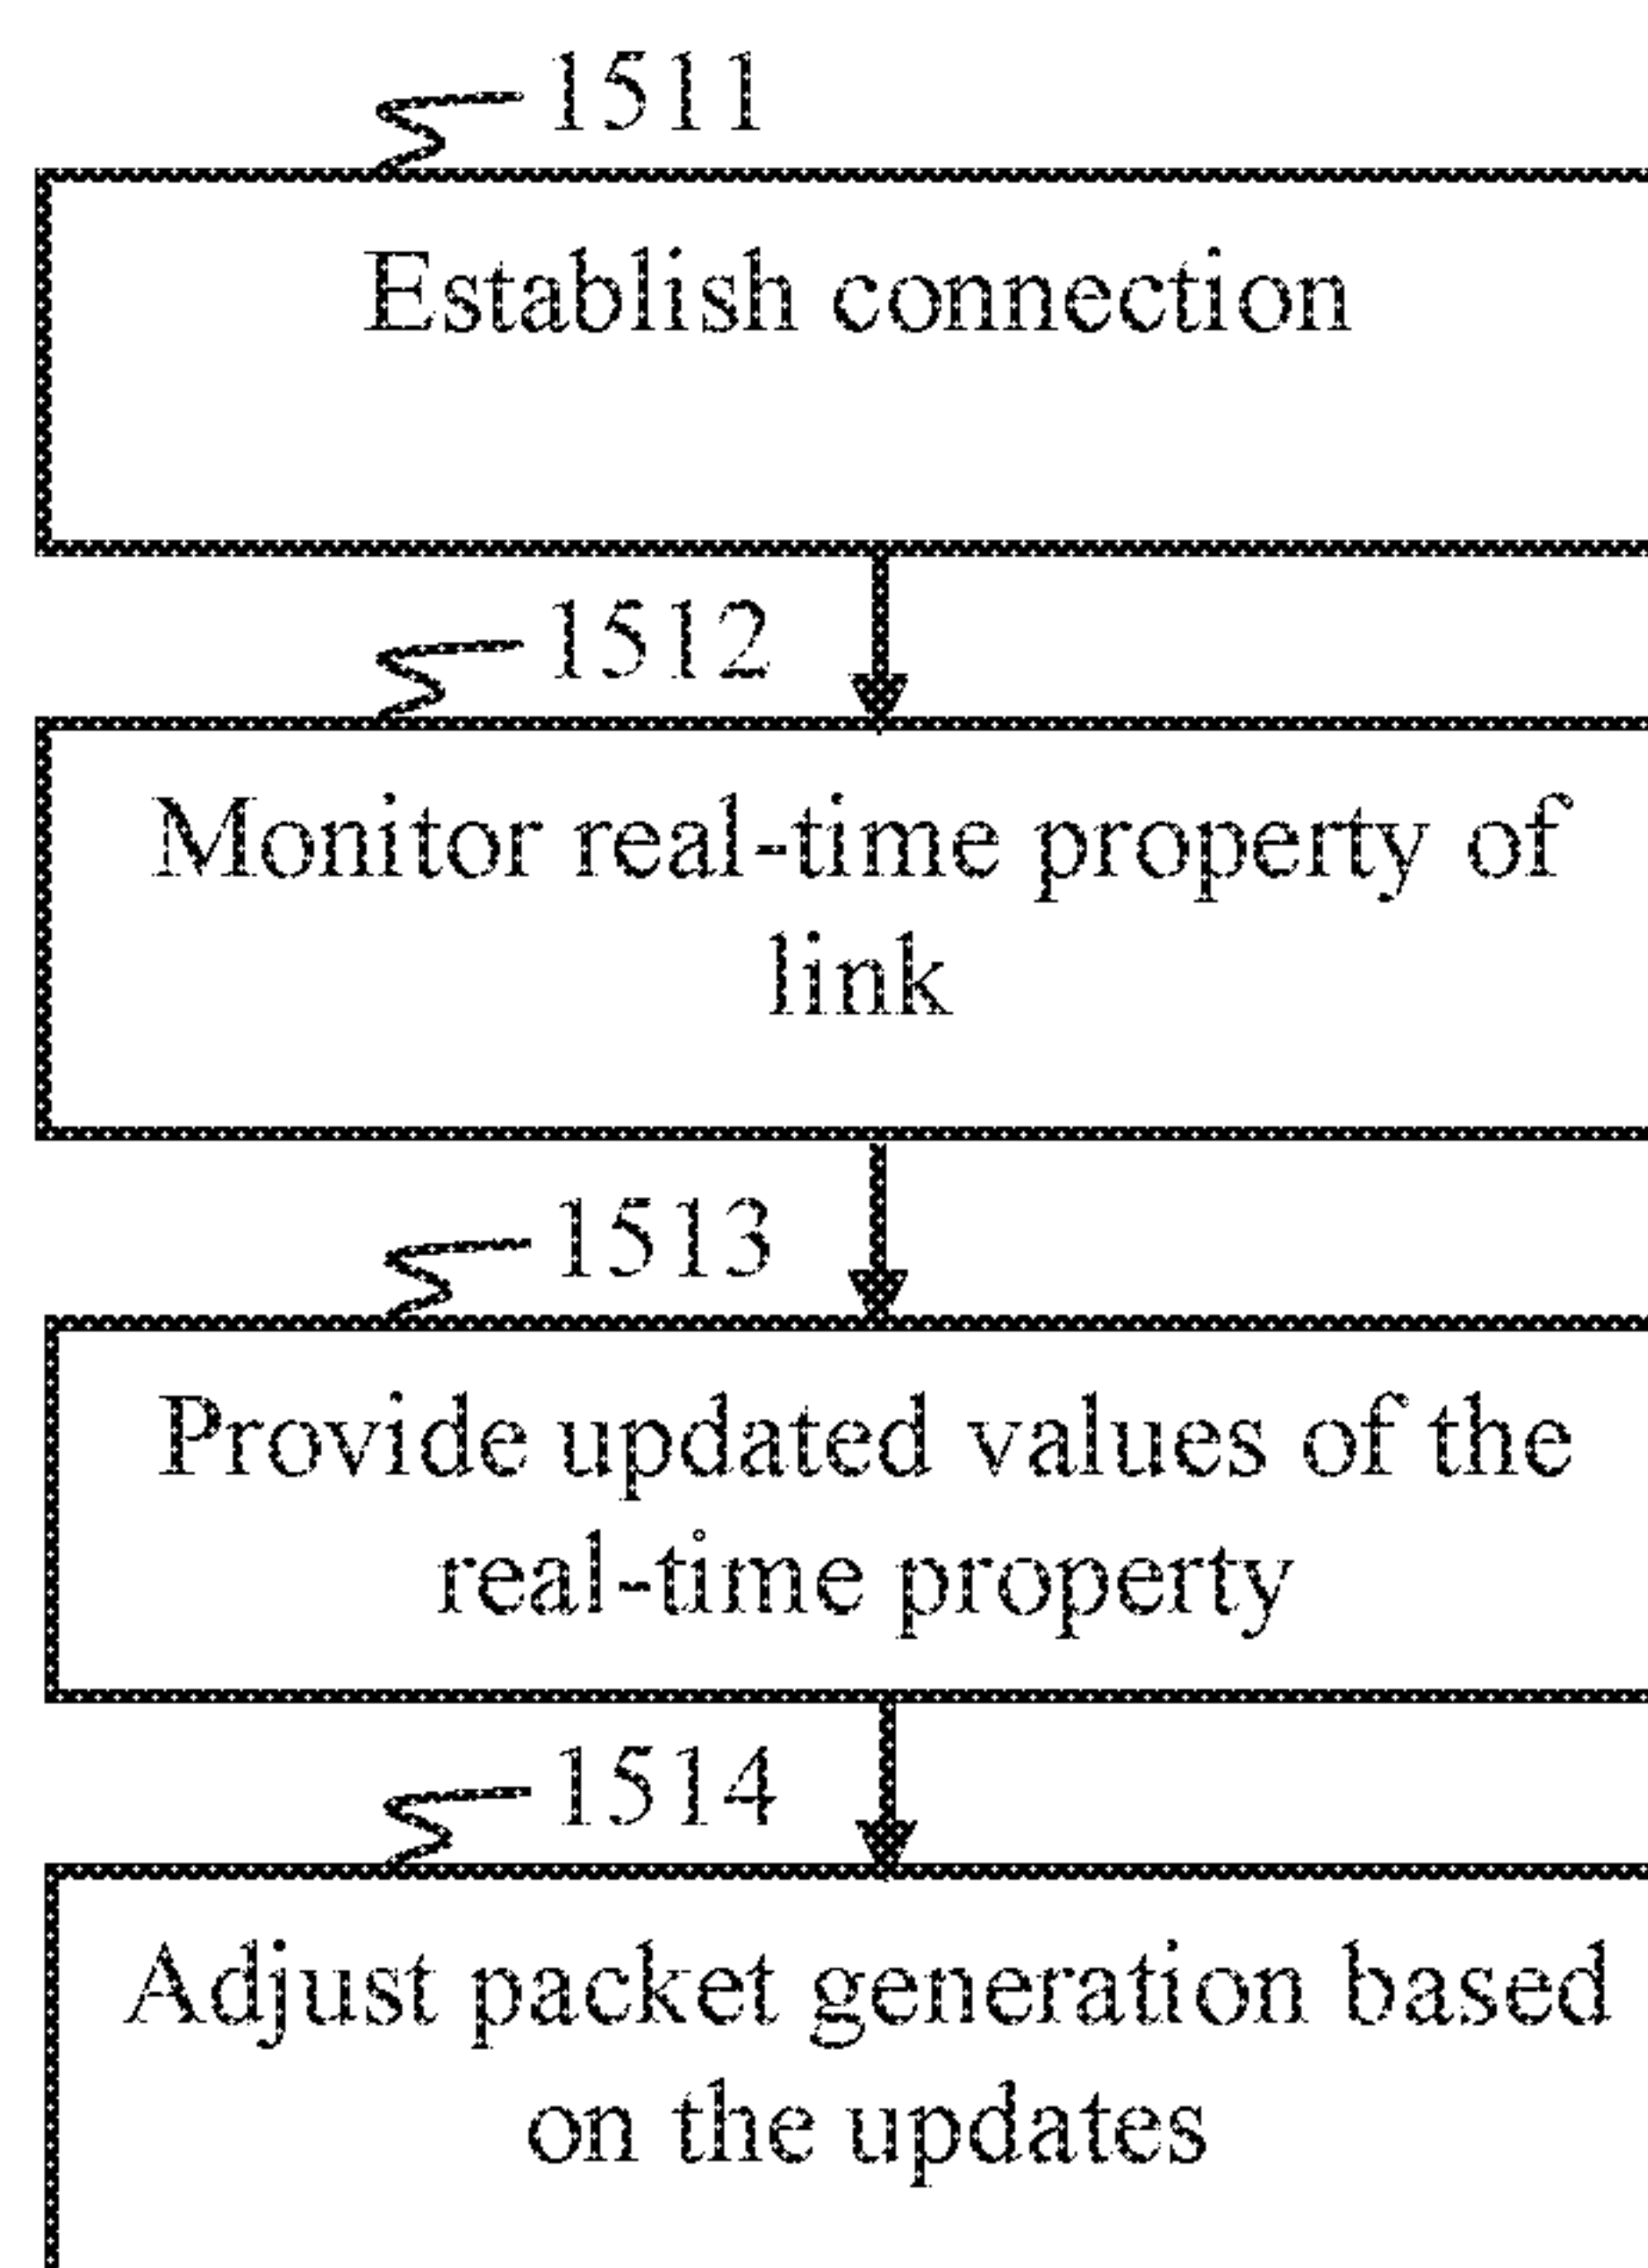 1511
Establish connection
1512
Monitor real-time property of
link
1513
Provide updated values of the
real-time property
1514
Adjust packet generation based
on the updates